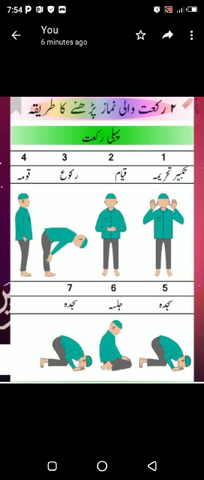 7:54
You
6 minutes ago
۲ رکعت والی نماز پڑھنے کا طریقہ
پہلی رکعت
1 2 3 4
تکبیر تحریمہ قیام رکوع قومہ
5 6 7
سجدہ جلسہ سجدہ